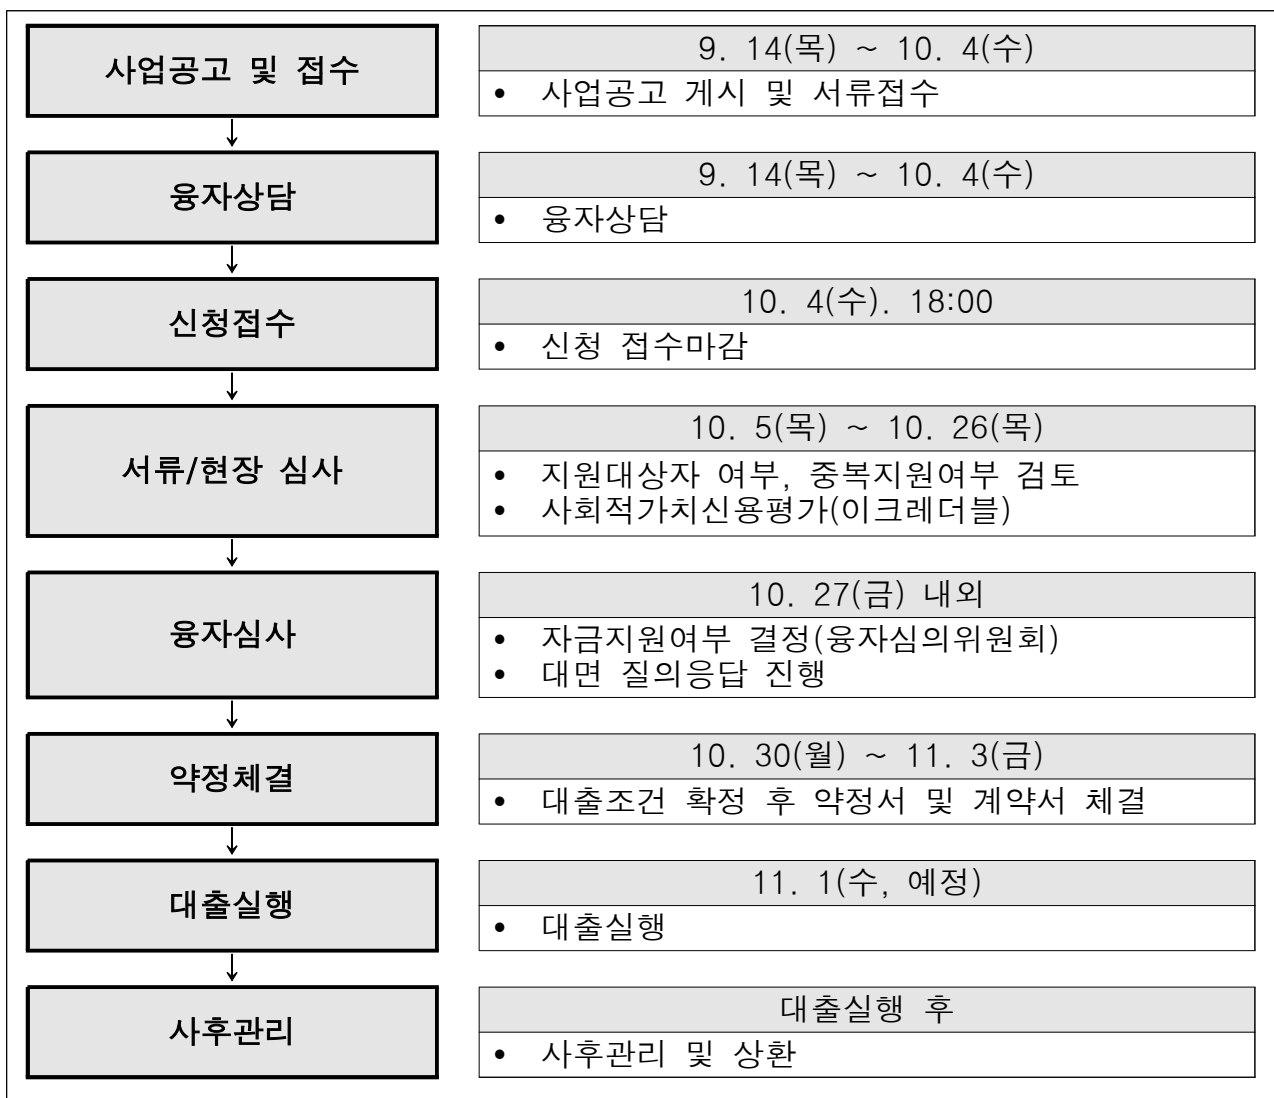 사업공고 및 접수
9. 14(목) ~ 10. 4(수)
• 사업공고 게시 및 서류접수
융자상담
9. 14(목) ~ 10. 4(수)
• 융자상담
신청접수
10. 4(수). 18:00
• 신청 접수마감
서류/현장 심사
10. 5(목) ~ 10. 26(목)
• 지원대상자 여부, 중복지원여부 검토
• 사회적가치신용평가(이크레더블)
융자심사
10. 27(금) 내외
• 자금지원여부 결정(융자심의위원회)
• 대면 질의응답 진행
약정체결
10. 30(월) ~ 11. 3(금)
• 대출조건 확정 후 약정서 및 계약서 체결
대출실행
11. 1(수, 예정)
• 대출실행
사후관리
대출실행 후
• 사후관리 및 상환